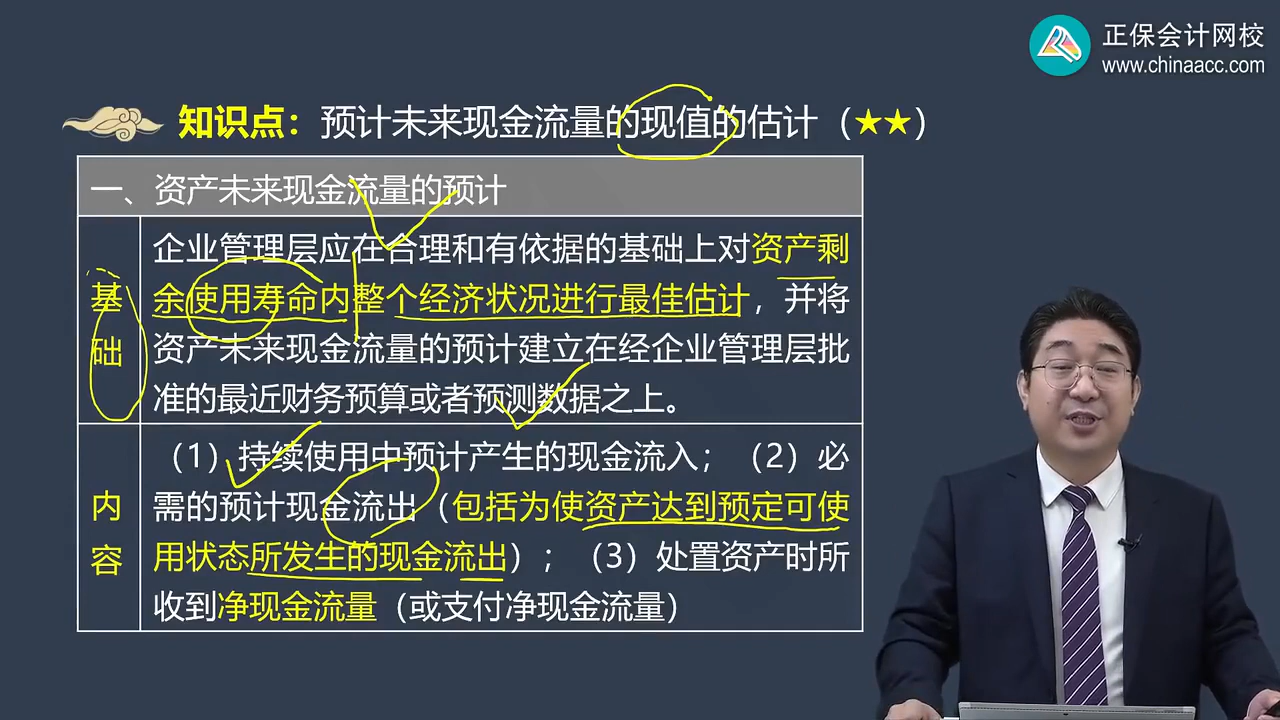 正保会计网校
www.chinaacc.com
知识点：预计未来现金流量的现值的估计（★★）
一、资产未来现金流量的预计
基础
企业管理层应在合理和有依据的基础上对资产剩
余使用寿命内整个经济状况进行最佳估计，并将
资产未来现金流量的预计建立在经企业管理层批
准的最近财务预算或者预测数据之上。
内容
（1）持续使用中预计产生的现金流入；（2）必
需的预计现金流出（包括为使资产达到预定可使
用状态所发生的现金流出）；（3）处置资产时所
收到净现金流量（或支付净现金流量）